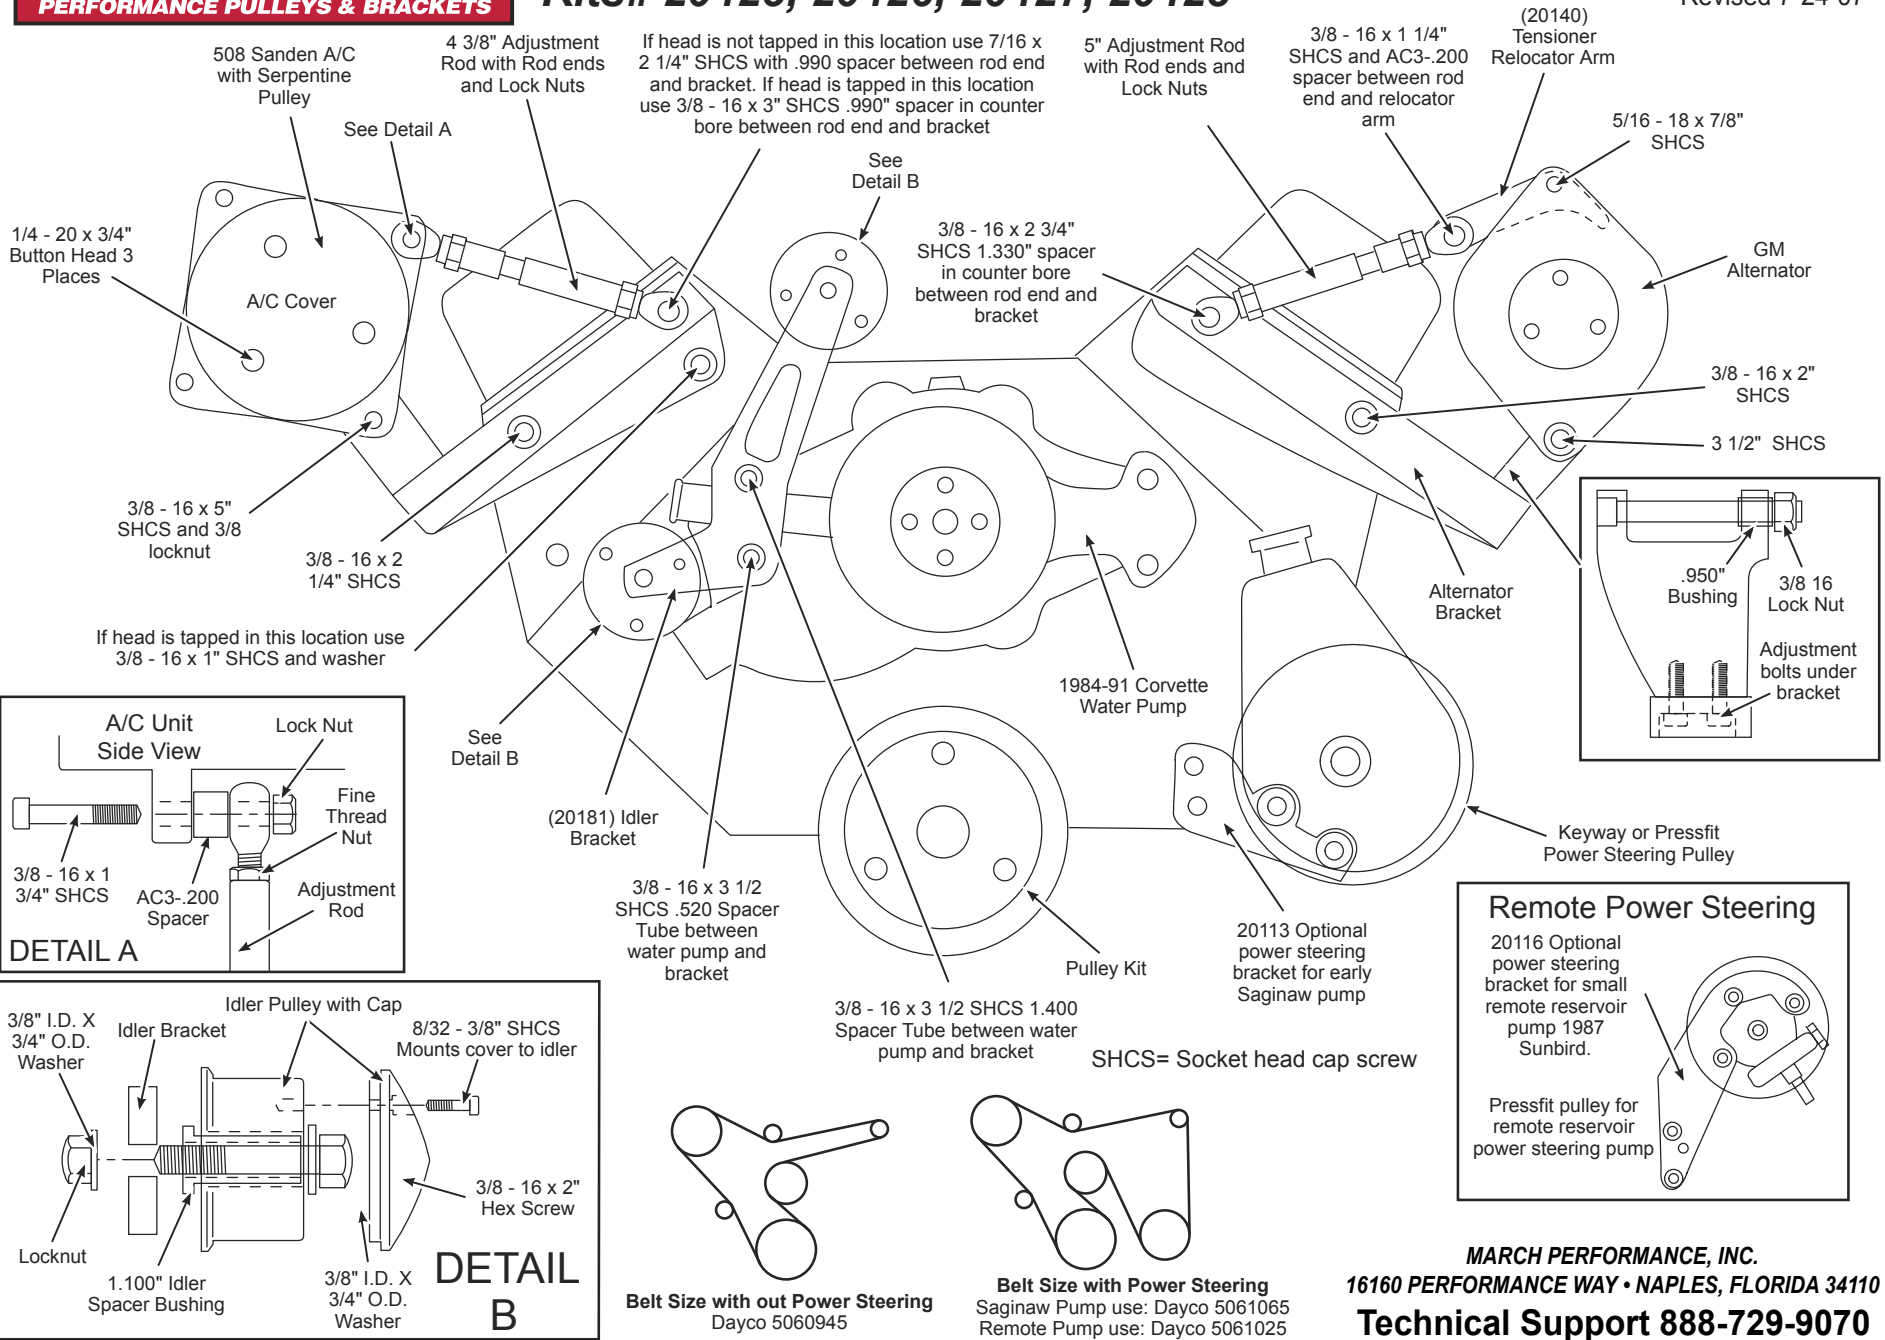 PERFORMANCE PULLEYS & BRACKETS
508 Sanden A/C
with Serpentine
Pulley
4 3/8" Adjustment
Rod with Rod ends
and Lock Nuts
If head is not tapped in this location use 7/16 x
2 1/4" SHCS with .990 spacer between rod end
and bracket. If head is tapped in this location
use 3/8 - 16 x 3" SHCS .990" spacer in counter
bore between rod end and bracket
5" Adjustment Rod
with Rod ends and
Lock Nuts
3/8 - 16 x 1 1/4"
SHCS and AC3-.200
spacer between rod
end and relocator
arm
(20140)
Tensioner
Relocator Arm
5/16 - 18 x 7/8"
SHCS
See Detail A
See
Detail B
1/4 - 20 x 3/4"
Button Head 3
Places
A/C Cover
3/8 - 16 x 2 3/4"
SHCS 1.330" spacer
in counter bore
between rod end and
bracket
GM
Alternator
3/8 - 16 x 2"
SHCS
3 1/2" SHCS
3/8 - 16 x 5"
SHCS and 3/8
locknut
3/8 - 16 x 2
1/4" SHCS
If head is tapped in this location use
3/8 - 16 x 1" SHCS and washer
Alternator
Bracket
.950"
Bushing
3/8 16
Lock Nut
Adjustment
bolts under
bracket
1984-91 Corvette
Water Pump
See
Detail B
(20181) Idler
Bracket
3/8 - 16 x 3 1/2
SHCS .520 Spacer
Tube between
water pump and
bracket
3/8 - 16 x 3 1/2 SHCS 1.400
Spacer Tube between water
pump and bracket
Pulley Kit
20113 Optional
power steering
bracket for early
Saginaw pump
Keyway or Pressfit
Power Steering Pulley
A/C Unit
Side View
Lock Nut
Fine
Thread
Nut
3/8 - 16 x 1
3/4" SHCS
AC3-.200
Spacer
Adjustment
Rod
DETAIL A
Remote Power Steering
20116 Optional
power steering
bracket for small
remote reservoir
pump 1987
Sunbird.
Pressfit pulley for
remote reservoir
power steering pump
SHCS= Socket head cap screw
3/8" I.D. X
3/4" O.D.
Washer
Idler Bracket
Idler Pulley with Cap
8/32 - 3/8" SHCS
Mounts cover to idler
Locknut
1.100" Idler
Spacer Bushing
3/8" I.D. X
3/4" O.D.
Washer
3/8 - 16 x 2"
Hex Screw
DETAIL
B
Belt Size with out Power Steering
Dayco 5060945
Belt Size with Power Steering
Saginaw Pump use: Dayco 5061065
Remote Pump use: Dayco 5061025
MARCH PERFORMANCE, INC.
16160 PERFORMANCE WAY • NAPLES, FLORIDA 34110
Technical Support 888-729-9070